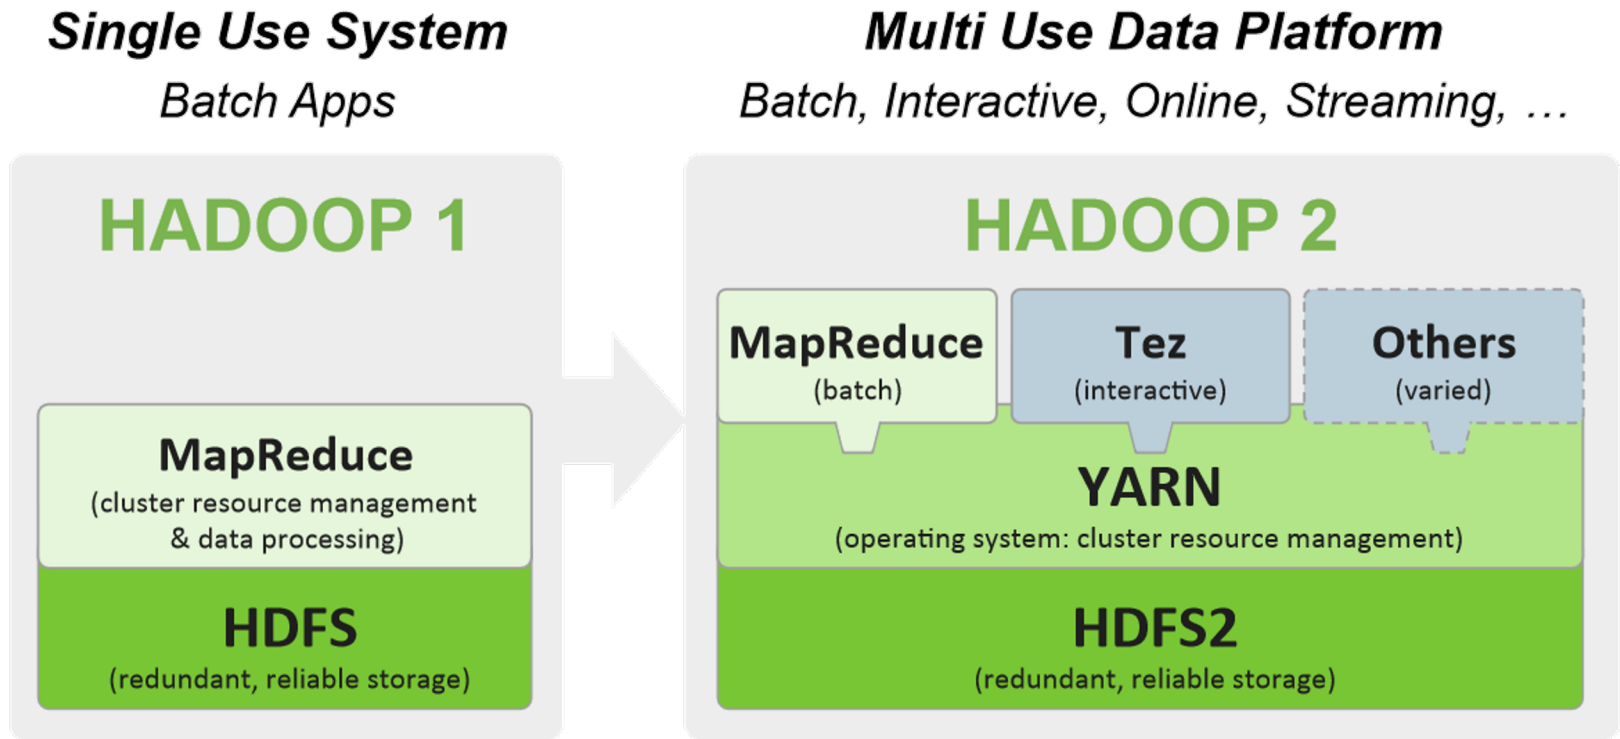 Single Use System
Batch Apps
HADOOP 1
MapReduce
(cluster resource management
& data processing)
HDFS
(redundant, reliable storage)
Multi Use Data Platform
Batch, Interactive, Online, Streaming, …
HADOOP 2
MapReduce
(batch)
Tez
(interactive)
Others
(varied)
YARN
(operating system: cluster resource management)
HDFS2
(redundant, reliable storage)